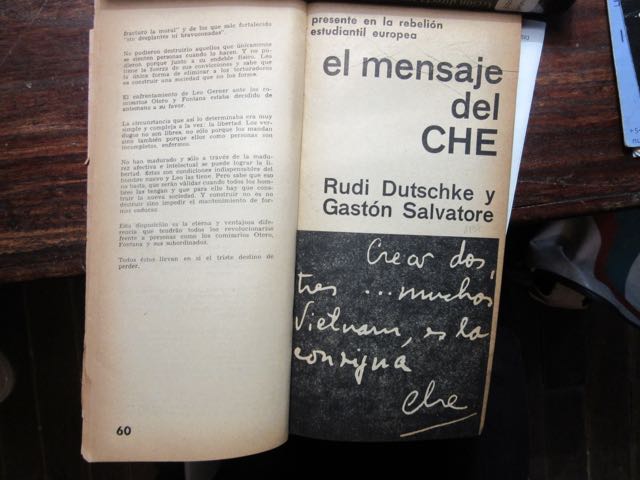 fracturo la moral" y de los que sale fortalecido
"sin desplantes ni bravuconadas"
No pudieron destruirlo aquellos que únicamente
se sienten personas cuando lo hacen. Y no pu-
dieron porque junto a su endeble físico, Leo
tiene la fuerza de sus convicciones y sabe que
la única forma de eliminar a los torturadores
es construir una sociedad que no los forme.
El enfrentamiento de Leo Gerner ante los co-
misarios Otero y Fontana estaba decidido de
antemano a su favor.
La circunstancia que así lo determinaba era muy
simple y compleja a la vez: la libertad. Los ver-
dugos no son libres, no sólo porque los mandan
sino también porque ellos como personas son
incompletos, enfermos.
No han madurado y sólo a través de la madu-
rez afectiva e intelectual se puede lograr la li-
bertad. Estas son condiciones indispensables del
hombre nuevo y Leo las tiene. Pero sabe que eso
no basta, que serán válidas cuando todos los hom-
bres las tengan y que para ello hay que cons-
truir la nueva sociedad. Y construir no es no
destruir sino impedir el mantenimiento de for-
mas caducas.
Esta disposición es la eterna y ventajosa dife-
rencia que tendrán todos los revolucionarios
frente a personas como los comisarios Otero,
Fontana y sus subordinados.
Todos éstos llevan en sí el triste destino de
perder.
60
presente en la rebelión
estudiantil europea
el mensaje
del
CHE
Rudi Dutschke y
Gastón Salvatore
Crear dos,
tres ... muchos
Vietnam, es la
consigna
che